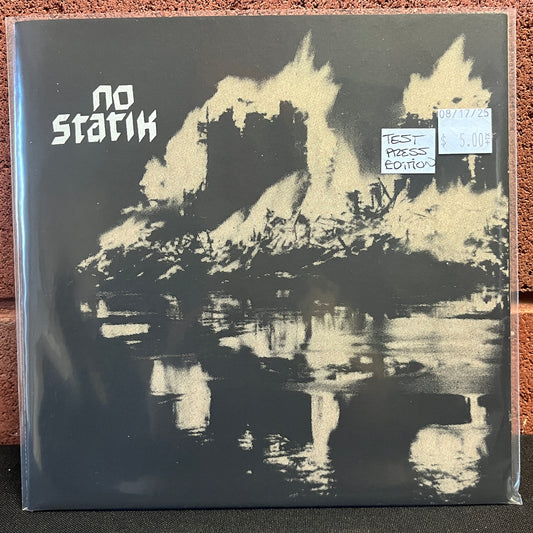 no
statik
08/17/25
$ 5.00
TEST
PRESS
EDITION